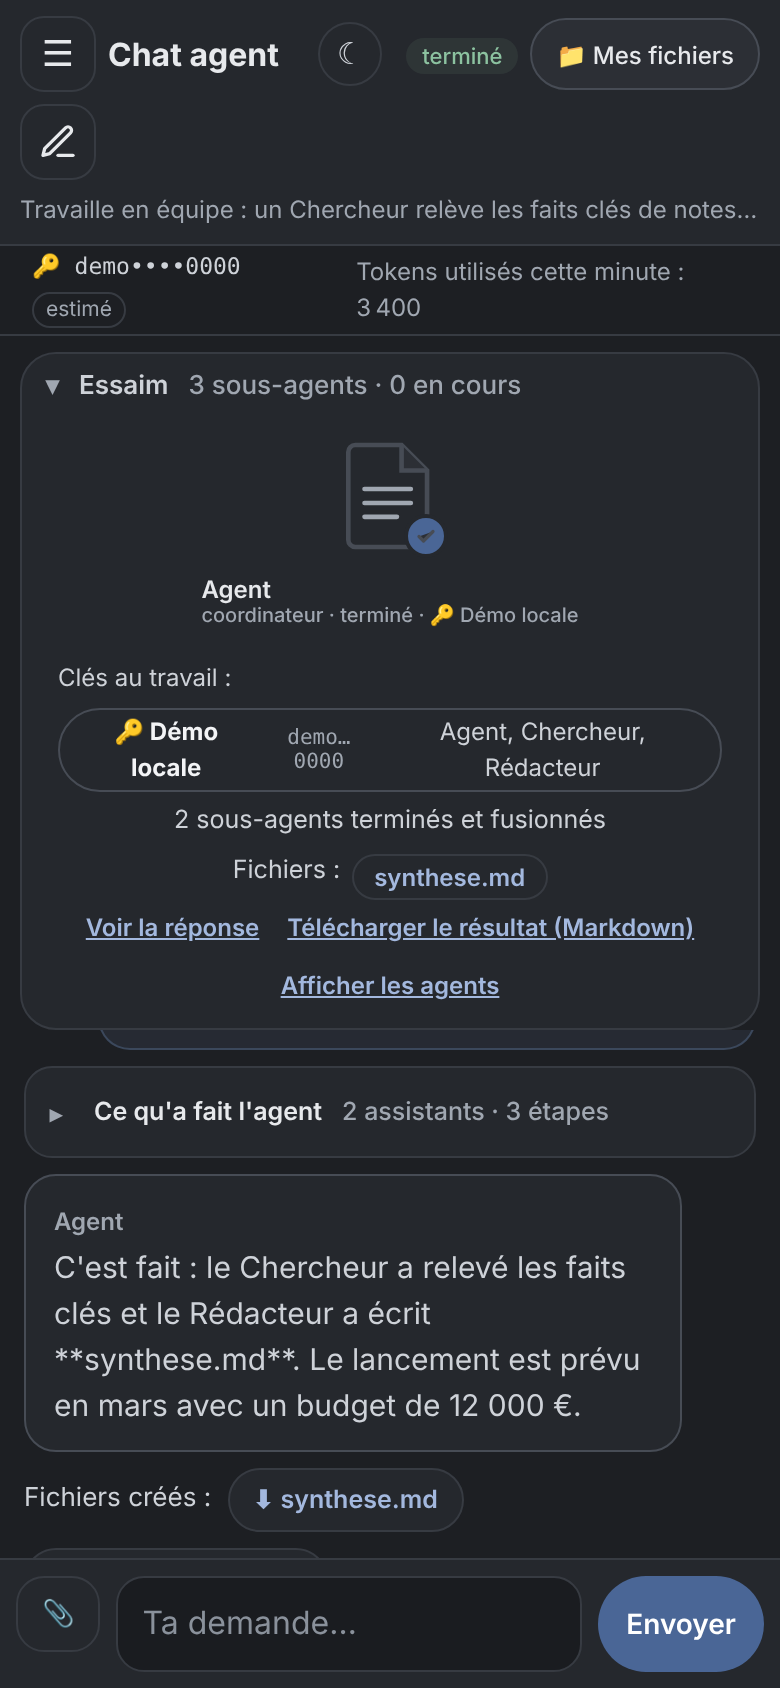 ☰ Chat agent ☾ terminé 📁 Mes fichiers
Travaille en équipe : un Chercheur relève les faits clés de notes…
🔑 demo••••0000
estimé
Tokens utilisés cette minute :
3 400
▼ Essaim 3 sous-agents · 0 en cours
Agent
coordinateur · terminé · 🔑 Démo locale
Clés au travail :
🔑 Démo
locale
demo…
0000
Agent, Chercheur,
Rédacteur
2 sous-agents terminés et fusionnés
Fichiers : synthese.md
Voir la réponse Télécharger le résultat (Markdown)
Afficher les agents
▸ Ce qu'a fait l'agent 2 assistants · 3 étapes
Agent
C'est fait : le Chercheur a relevé les faits
clés et le Rédacteur a écrit
**synthese.md**. Le lancement est prévu
en mars avec un budget de 12 000 €.
Fichiers créés : ⬇ synthese.md
📎 Ta demande... Envoyer